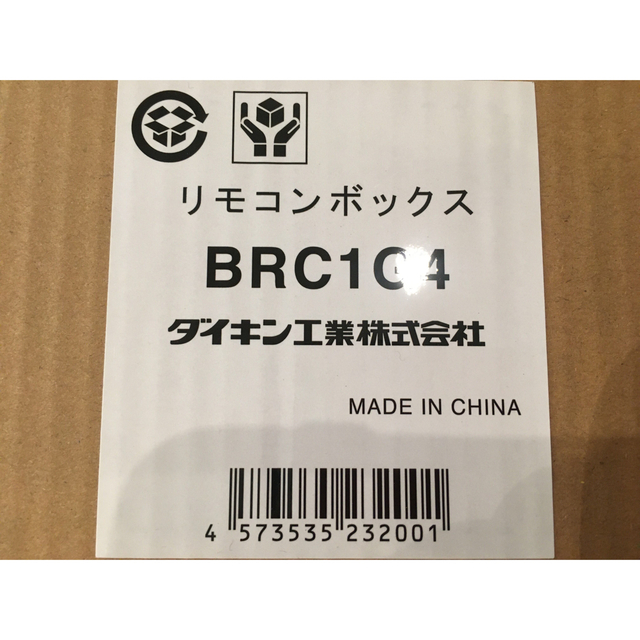 リモコンボックス
BRC1G4
ダイキン工業株式会社
MADE IN CHINA
4 573535 232001